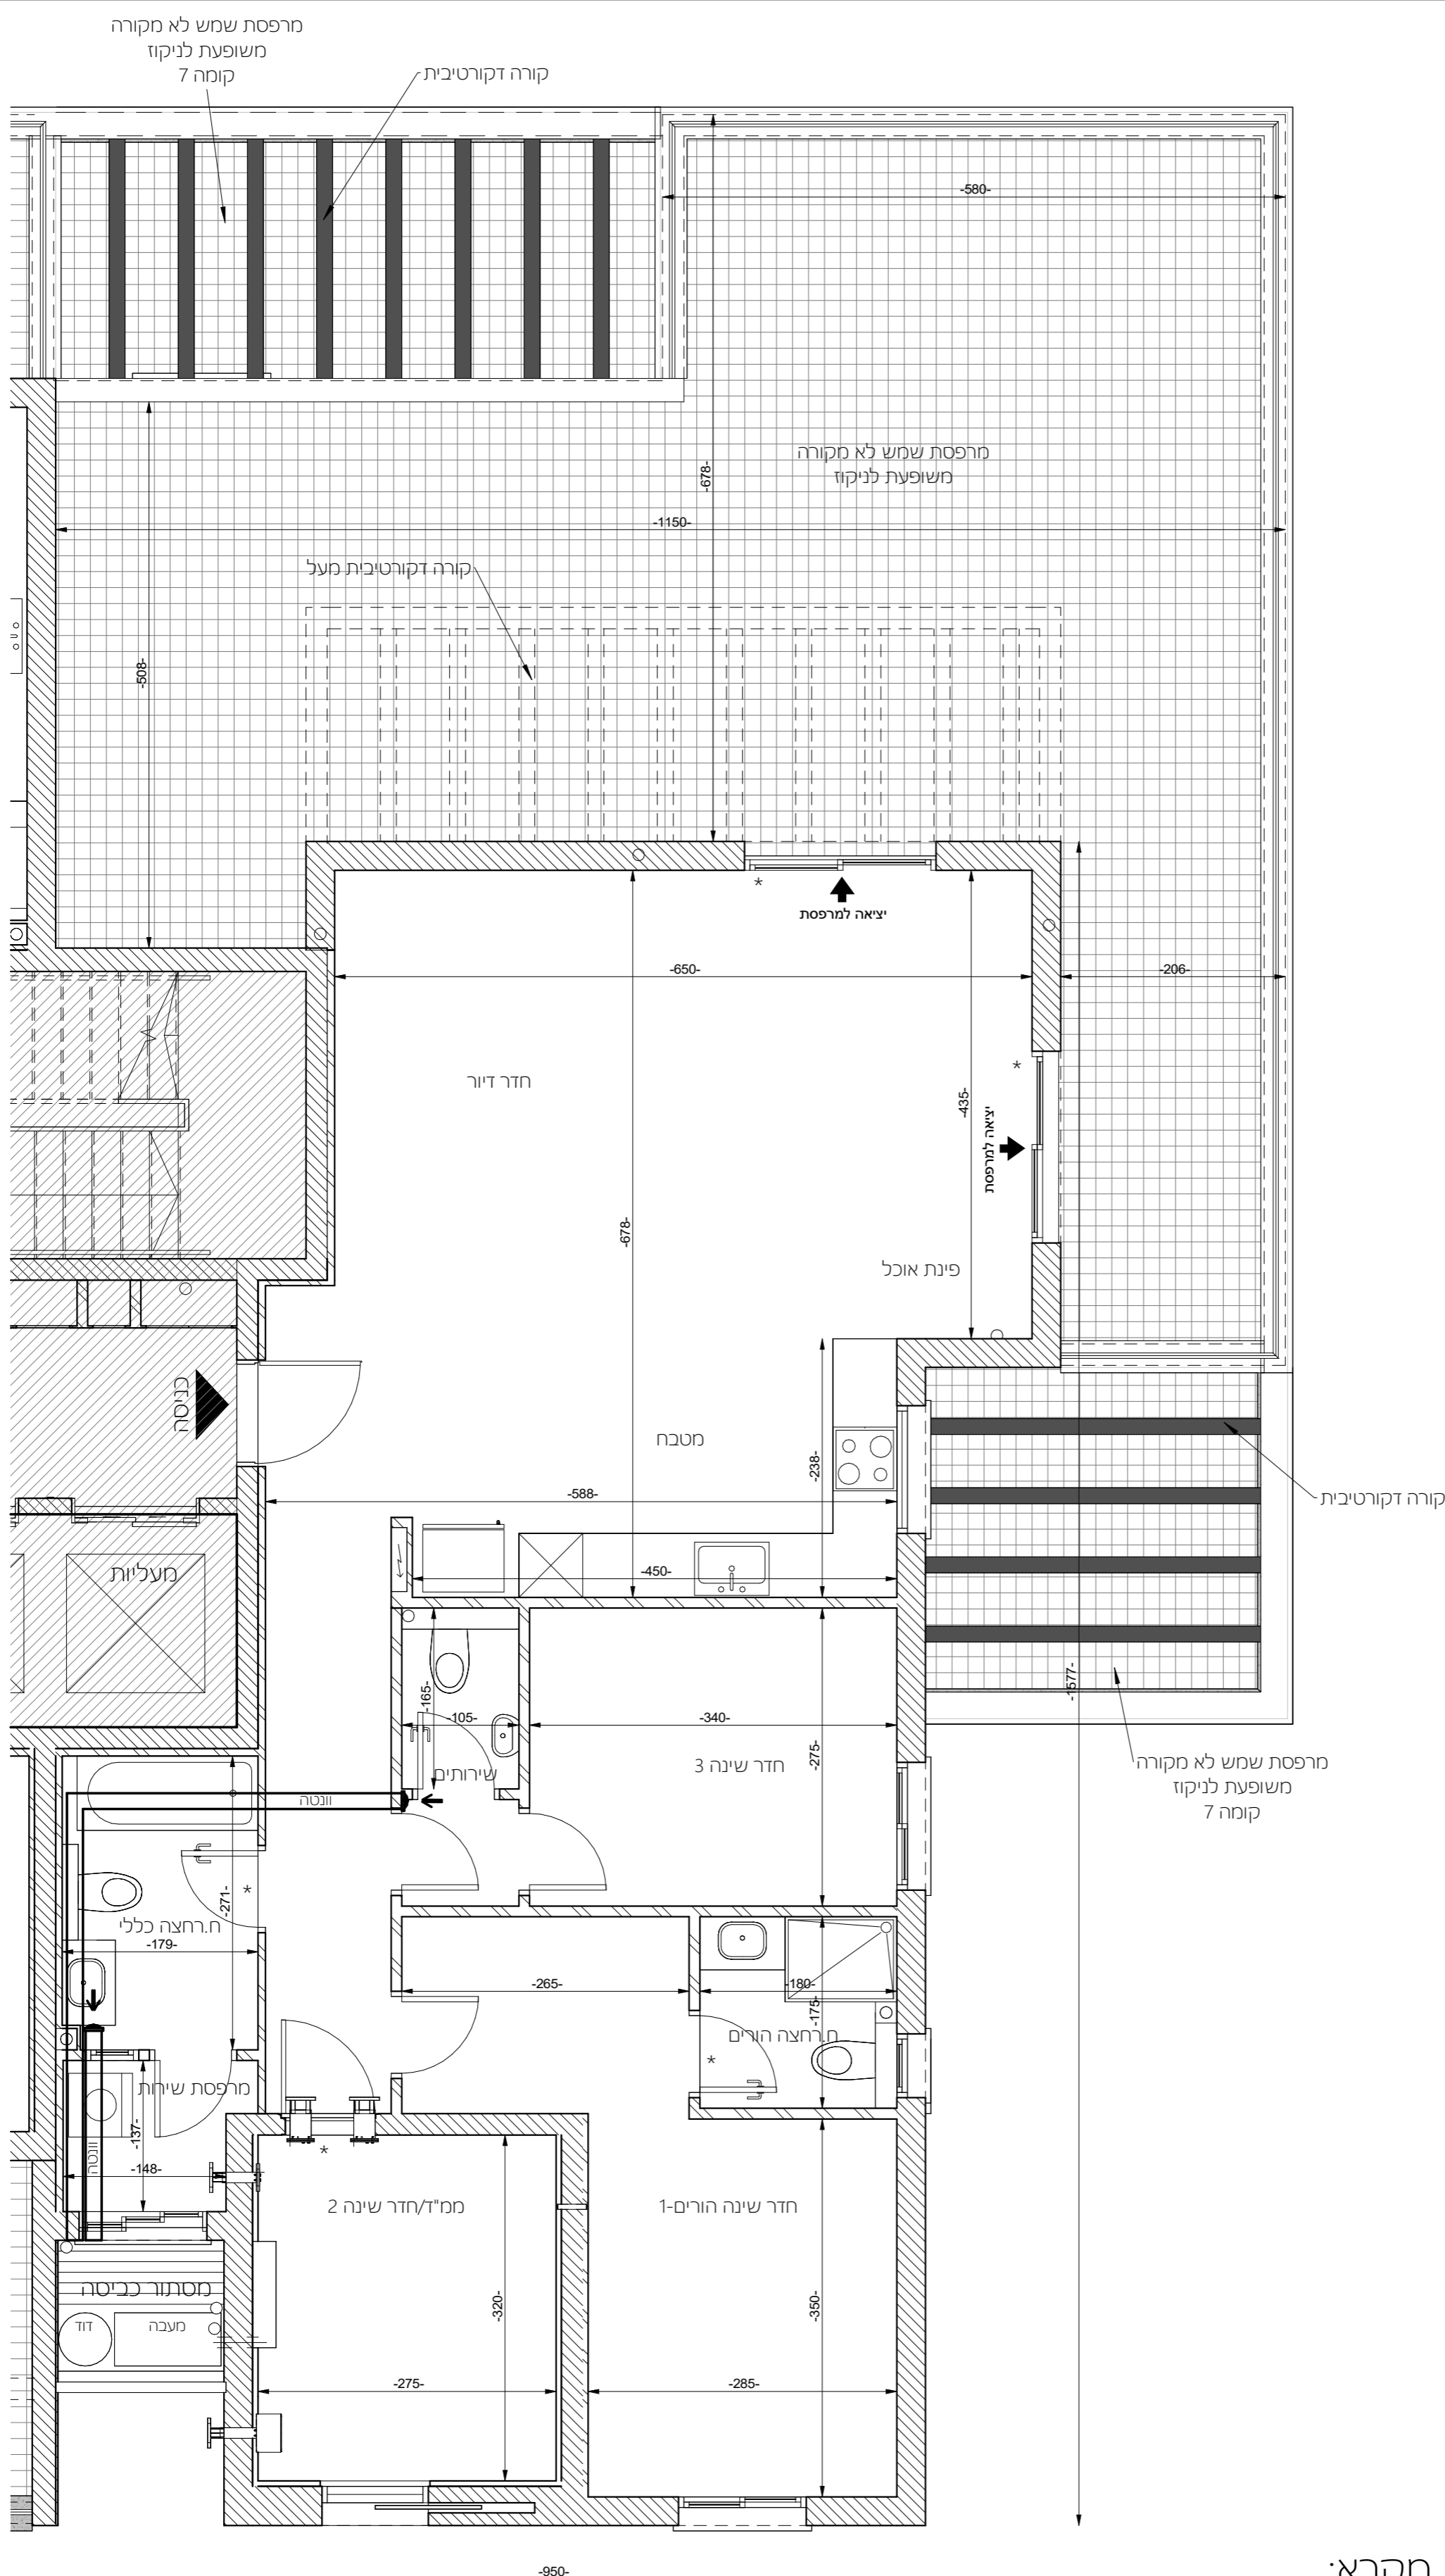 מרפסת שמש לא מקורה
משופעת לניקוז
קומה 7
קורה דקורטיבית
-580-
מרפסת שמש לא מקורה
משופעת לניקוז
-678-
-1150-
קורה דקורטיבית מעל
-508-
*
יציאה למרפסת
-650-
-206-
*
חדר דיור
-435-
יציאה למרפסת
-678-
פינת אוכל
כניסה
מטבח
-238-
-588-
קורה דקורטיבית
מעליות
-450-
-165-
-105-
-340-
-275-
-1577-
חדר שינה 3
שירותים
מרפסת שמש לא מקורה
משופעת לניקוז
קומה 7
וונטה
-271-
*
ח.רחצה כללי
-179-
-265-
-180-
-175-
ח.רחצה הורים
*
מרפסת שירות
-137-
וונטה
-148-
*
ממ"ד/חדר שינה 2
חדר שינה הורים-1
מסתור כביסה
דוד
מעבה
-320-
-350-
-275-
-285-
-950-
מקרא: